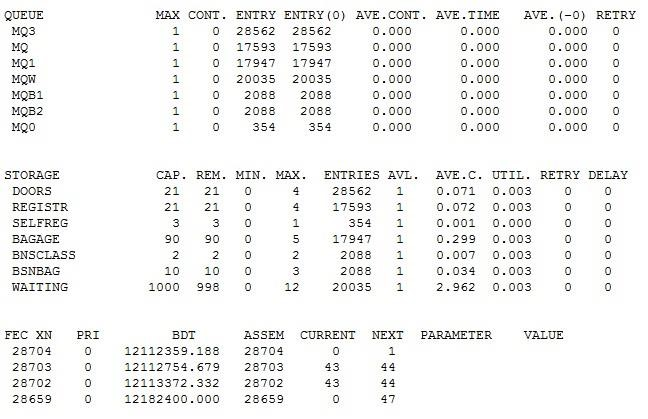 QUEUE MAX CONT. ENTRY ENTRY(0) AVE.CONT. AVE.TIME AVE.(-0) RETRY
MQ3 1 0 28562 28562 0.000 0.000 0.000 0
MQ 1 0 17593 17593 0.000 0.000 0.000 0
MQ1 1 0 17947 17947 0.000 0.000 0.000 0
MQW 1 0 20035 20035 0.000 0.000 0.000 0
MQB1 1 0 2088 2088 0.000 0.000 0.000 0
MQB2 1 0 2088 2088 0.000 0.000 0.000 0
MQ0 1 0 354 354 0.000 0.000 0.000 0
STORAGE CAP. REM. MIN. MAX. ENTRIES AVL. AVE.C. UTIL. RETRY DELAY
DOORS 21 21 0 4 28562 1 0.071 0.003 0 0
REGISTR 21 21 0 4 17593 1 0.072 0.003 0 0
SELFREG 3 3 0 1 354 1 0.001 0.000 0 0
BAGAGE 90 90 0 5 17947 1 0.299 0.003 0 0
BNSCLASS 2 2 0 2 2088 1 0.007 0.003 0 0
BSNBAG 10 10 0 3 2088 1 0.034 0.003 0 0
WAITING 1000 998 0 12 20035 1 2.962 0.003 0 0
FEC XN PRI BDT ASSEM CURRENT NEXT PARAMETER VALUE
28704 0 12112359.188 28704 0 1
28703 0 12112754.679 28703 43 44
28702 0 12113372.332 28702 43 44
28659 0 12182400.000 28659 0 47